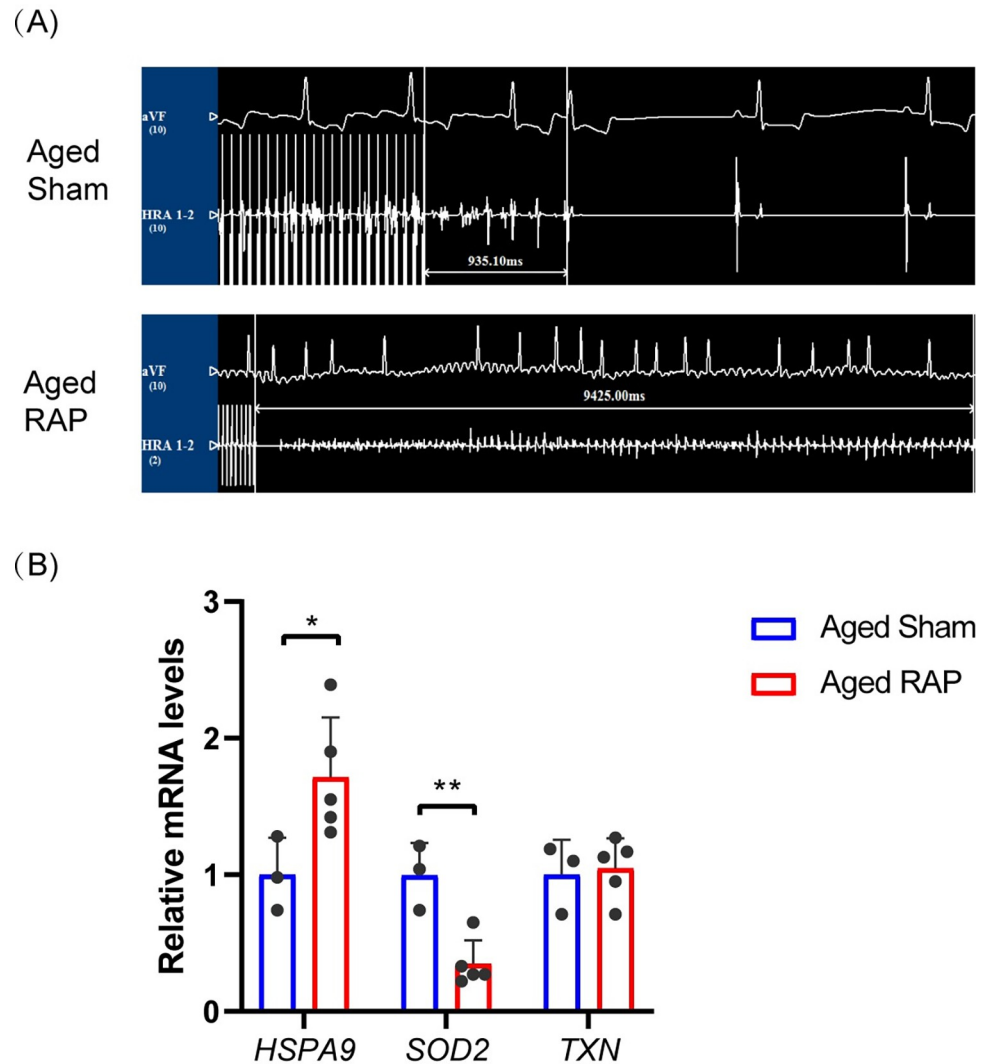 (A)
Aged
Sham
aVF
(10)
HRA 1-2
(10)
935.10ms
Aged
RAP
aVF
(10)
9425.00ms
HRA 1-2
(2)
(B)
Relative mRNA levels
3
2
1
0
*
**
HSPA9 SOD2 TXN
Aged Sham
Aged RAP